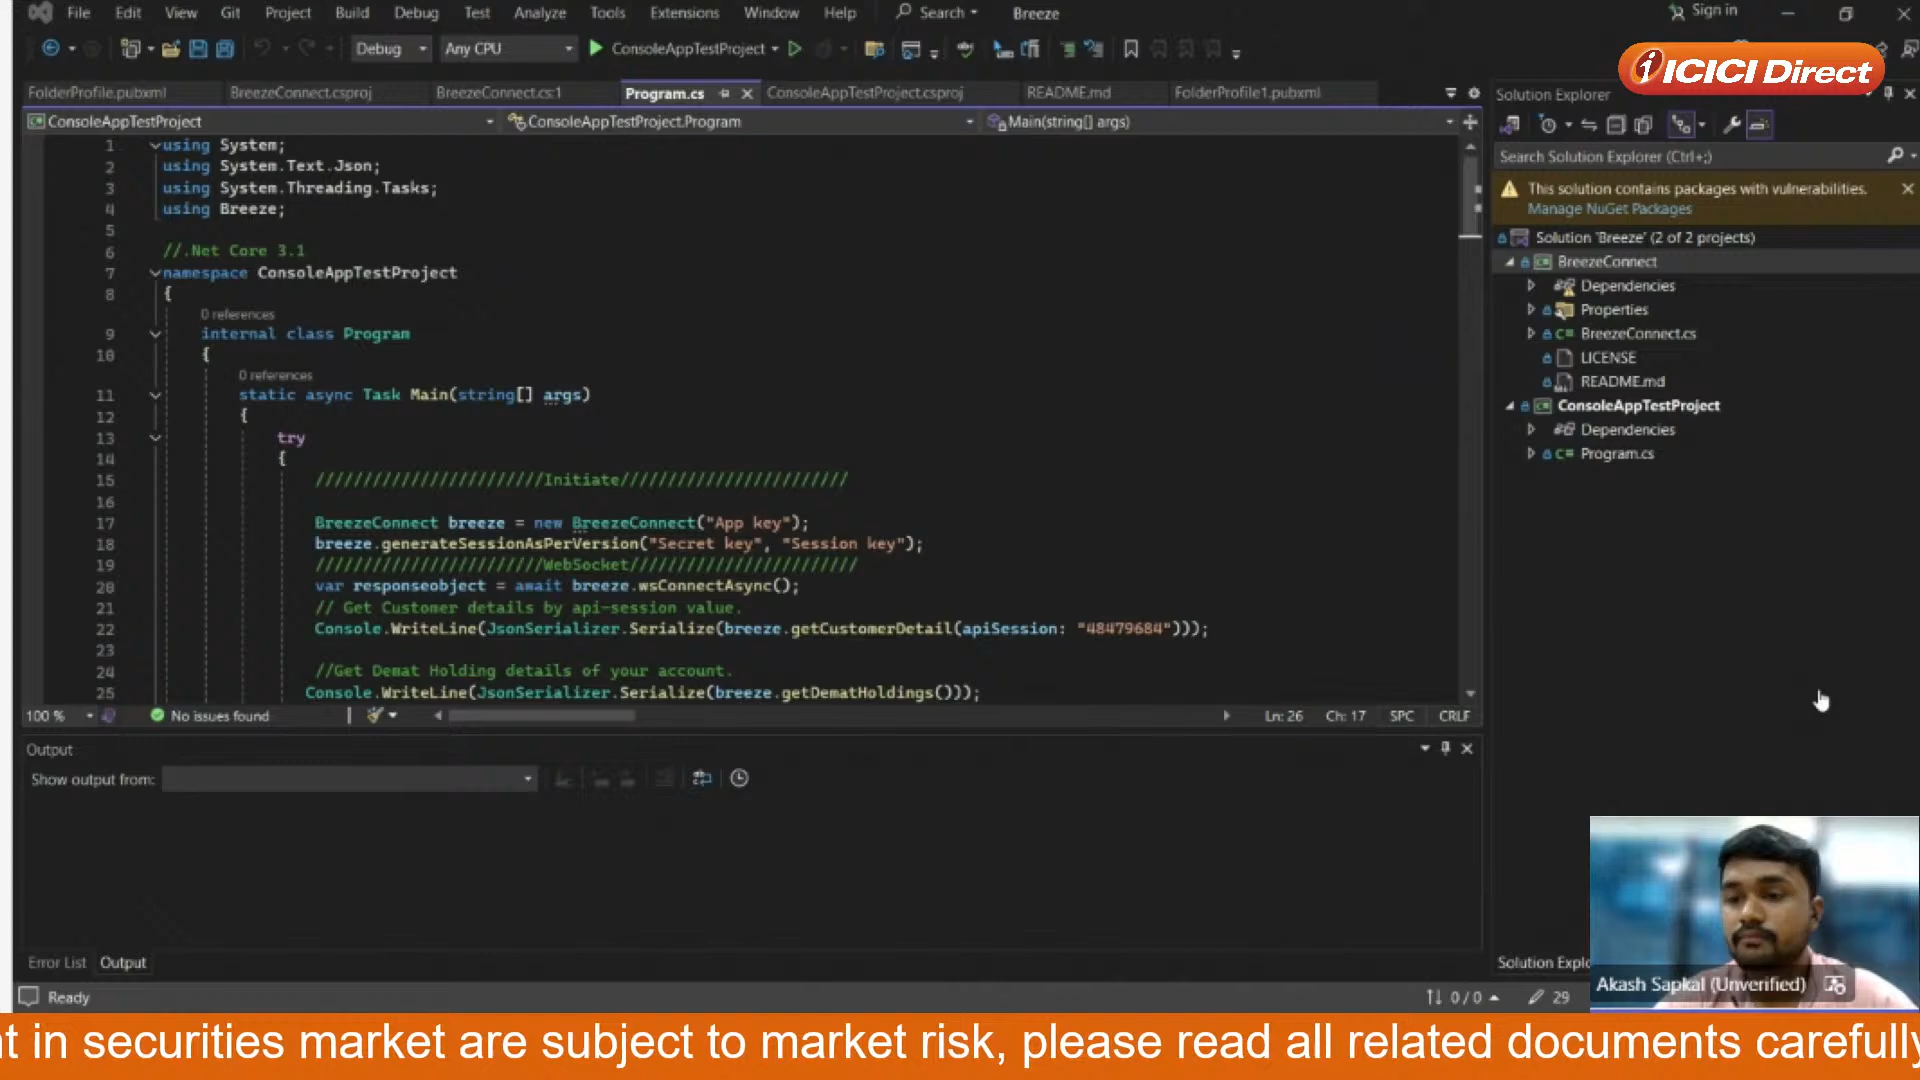 File Edit View Git Project Build Debug Test Analyze Tools Extensions Window Help Search Breeze Sign in
Debug Any CPU ConsoleAppTestProject
ICICI Direct
FolderProfile.pubxml BreezeConnect.csproj BreezeConnect.cs:1 Program.cs ConsoleAppTestProject.csproj README.md FolderProfile1.pubxml
ConsoleAppTestProject ConsoleAppTestProject.Program Main(string[] args)
1 using System;
2 using System.Text.Json;
3 using System.Threading.Tasks;
4 using Breeze;
5
6 //.Net Core 3.1
7 namespace ConsoleAppTestProject
8 {
0 references
9 internal class Program
10 {
0 references
11 static async Task Main(string[] args)
12 {
13 try
14 {
15 ////////////////////////Initiate////////////////////////
16
17 BreezeConnect breeze = new BreezeConnect("App key");
18 breeze.generateSessionAsPerVersion("Secret key", "Session key");
19 ////////////////////////WebSocket////////////////////////
20 var responseobject = await breeze.wsConnectAsync();
21 // Get Customer details by api-session value.
22 Console.WriteLine(JsonSerializer.Serialize(breeze.getCustomerDetail(apiSession: "48479684")));
23
24 //Get Demat Holding details of your account.
25 Console.WriteLine(JsonSerializer.Serialize(breeze.getDematHoldings()));
100 % No issues found Ln: 26 Ch: 17 SPC CRLF
Output
Show output from:
Error List Output
Ready 0 / 0 29
Solution Explorer
Search Solution Explorer (Ctrl+;)
This solution contains packages with vulnerabilities.
Manage NuGet Packages
Solution 'Breeze' (2 of 2 projects)
BreezeConnect
Dependencies
Properties
BreezeConnect.cs
LICENSE
README.md
ConsoleAppTestProject
Dependencies
Program.cs
Solution Explo
Akash Sapkal (Unverified)
t in securities market are subject to market risk, please read all related documents carefully